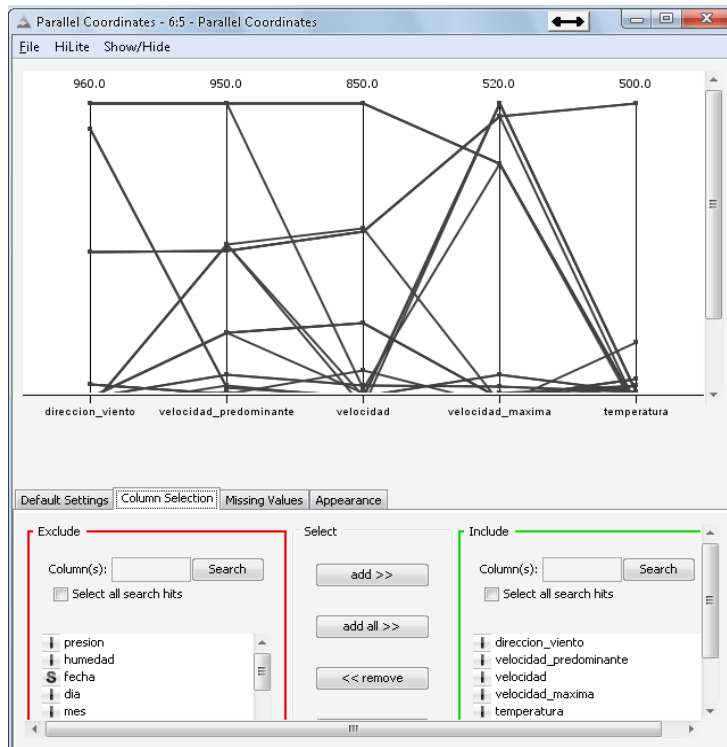 Parallel Coordinates - 6:5 - Parallel Coordinates
File HiLite Show/Hide
960.0 950.0 850.0 520.0 500.0
direccion_viento velocidad_predominante velocidad velocidad_maxima temperatura
Default Settings Column Selection Missing Values Appearance
Exclude Select Include
Column(s): Search add >> Column(s): Search
Select all search hits Select all search hits
add all >>
presion direccion_viento
humedad velocidad_predominante
S fecha << remove velocidad
dia velocidad_maxima
mes temperatura